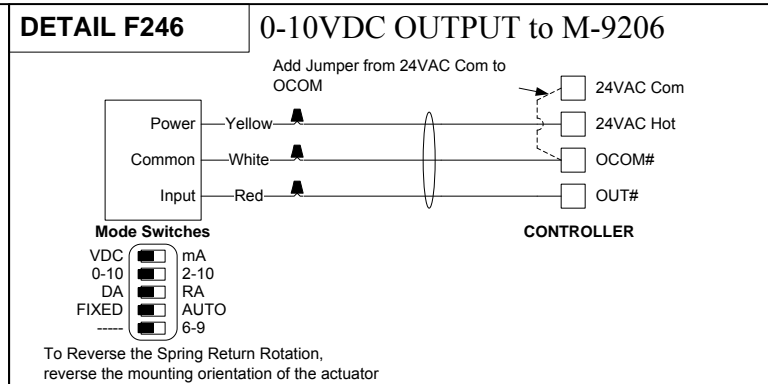 DETAIL F246
0-10VDC OUTPUT to M-9206
Add Jumper from 24VAC Com to
OCOM
24VAC Com
Power
Yellow
24VAC Hot
Common
White
OCOM#
Input
Red
OUT#
Mode Switches
CONTROLLER
VDC mA
0-10 2-10
DA RA
FIXED AUTO
----- 6-9
To Reverse the Spring Return Rotation,
reverse the mounting orientation of the actuator